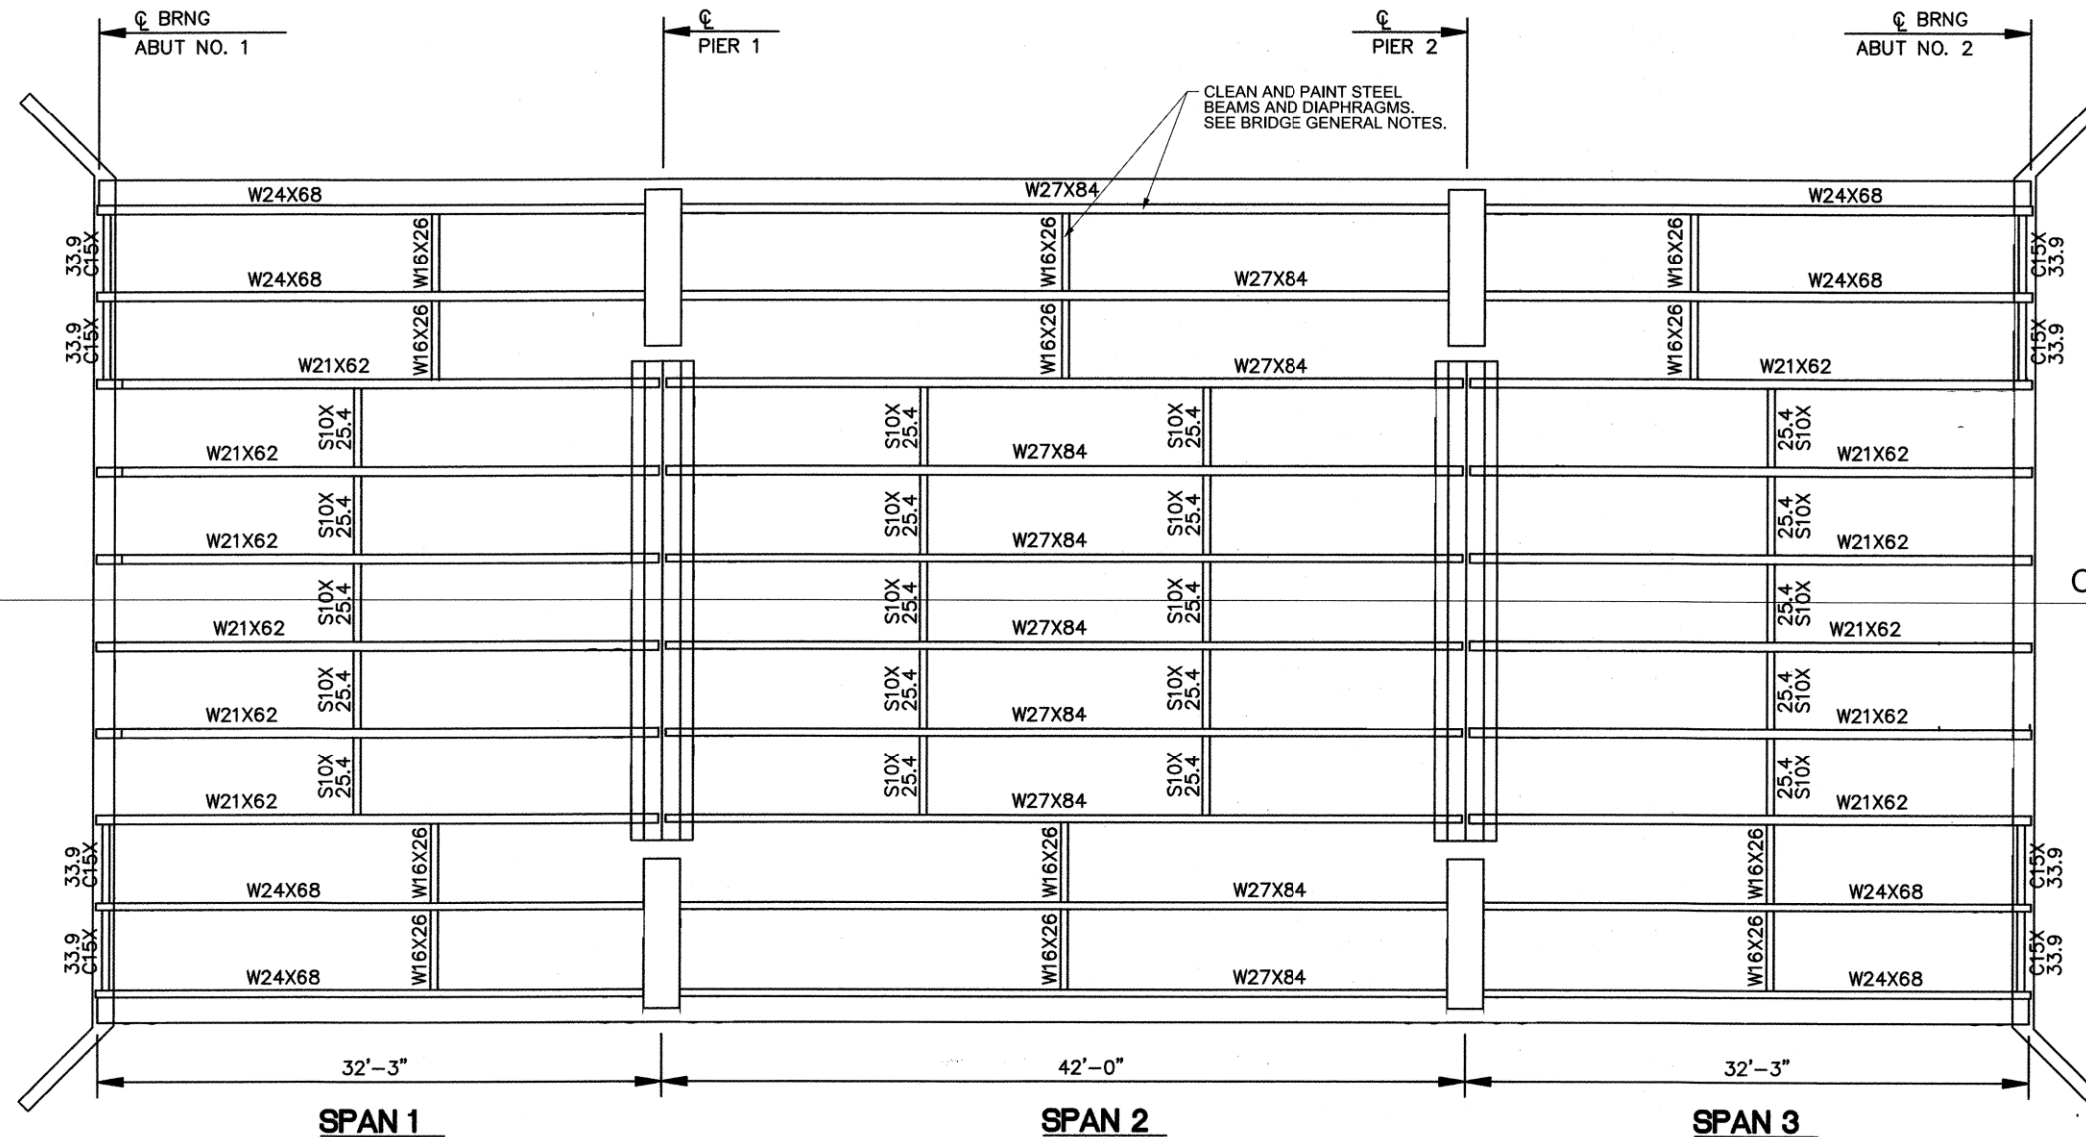 ℄ BRNG
ABUT NO. 1
℄
PIER 1
℄
PIER 2
℄ BRNG
ABUT NO. 2
CLEAN AND PAINT STEEL
BEAMS AND DIAPHRAGMS.
SEE BRIDGE GENERAL NOTES.
W24X68
W27X84
W24X68
33.9
C15X
W16X26
W16X26
W16X26
C15X
33.9
W24X68
W27X84
W24X68
33.9
C15X
W16X26
W16X26
W16X26
C15X
33.9
W21X62
W27X84
W21X62
S10X
25.4
S10X
25.4
S10X
25.4
25.4
S10X
W21X62
W27X84
W21X62
S10X
25.4
S10X
25.4
S10X
25.4
25.4
S10X
W21X62
W27X84
W21X62
S10X
25.4
S10X
25.4
S10X
25.4
25.4
S10X
C
W21X62
W27X84
W21X62
S10X
25.4
S10X
25.4
S10X
25.4
25.4
S10X
W21X62
W27X84
W21X62
S10X
25.4
S10X
25.4
S10X
25.4
25.4
S10X
W21X62
W27X84
W21X62
33.9
C15X
W16X26
W16X26
W16X26
C15X
33.9
W24X68
W27X84
W24X68
33.9
C15X
W16X26
W16X26
W16X26
C15X
33.9
W24X68
W27X84
W24X68
32'-3"
42'-0"
32'-3"
SPAN 1
SPAN 2
SPAN 3